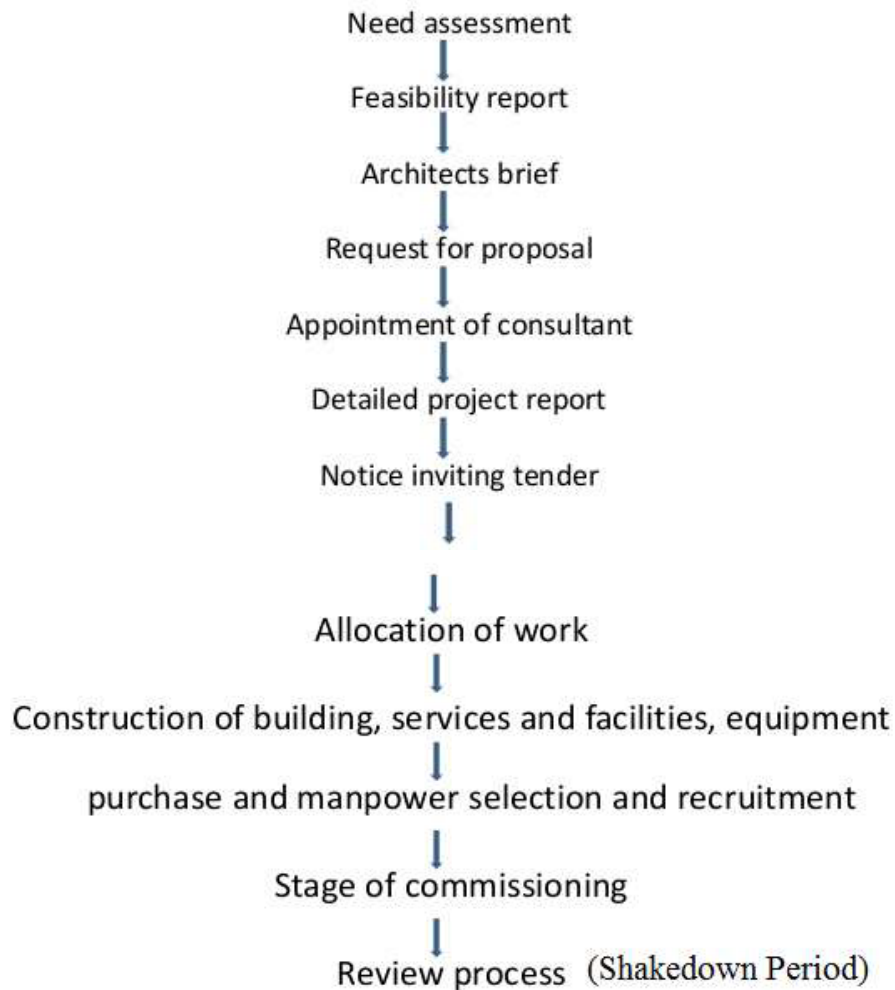 Need assessment
Feasibility report
Architects brief
Request for proposal
Appointment of consultant
Detailed project report
Notice inviting tender
Allocation of work
Construction of building, services and facilities, equipment
purchase and manpower selection and recruitment
Stage of commissioning
Review process (Shakedown Period)